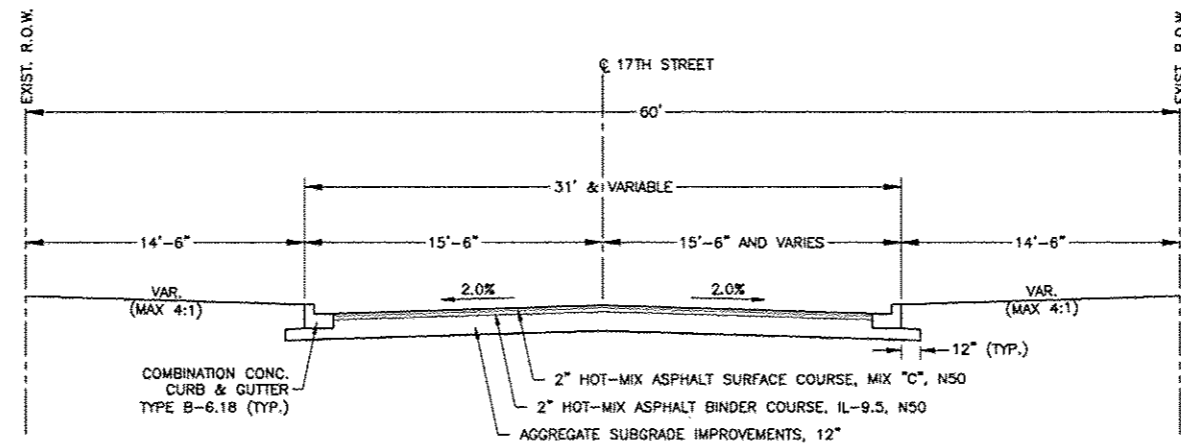 EXIST. R.O.W.
EXIST. R.O.W.
℄ 17TH STREET
60'
31' & VARIABLE
14'-6"
15'-6"
15'-6" AND VARIES
14'-6"
VAR.
(MAX 4:1)
2.0%
2.0%
VAR.
(MAX 4:1)
12" (TYP.)
COMBINATION CONC.
CURB & GUTTER
TYPE B-6.18 (TYP.)
2" HOT-MIX ASPHALT SURFACE COURSE, MIX "C", N50
2" HOT-MIX ASPHALT BINDER COURSE, IL-9.5, N50
AGGREGATE SUBGRADE IMPROVEMENTS, 12"